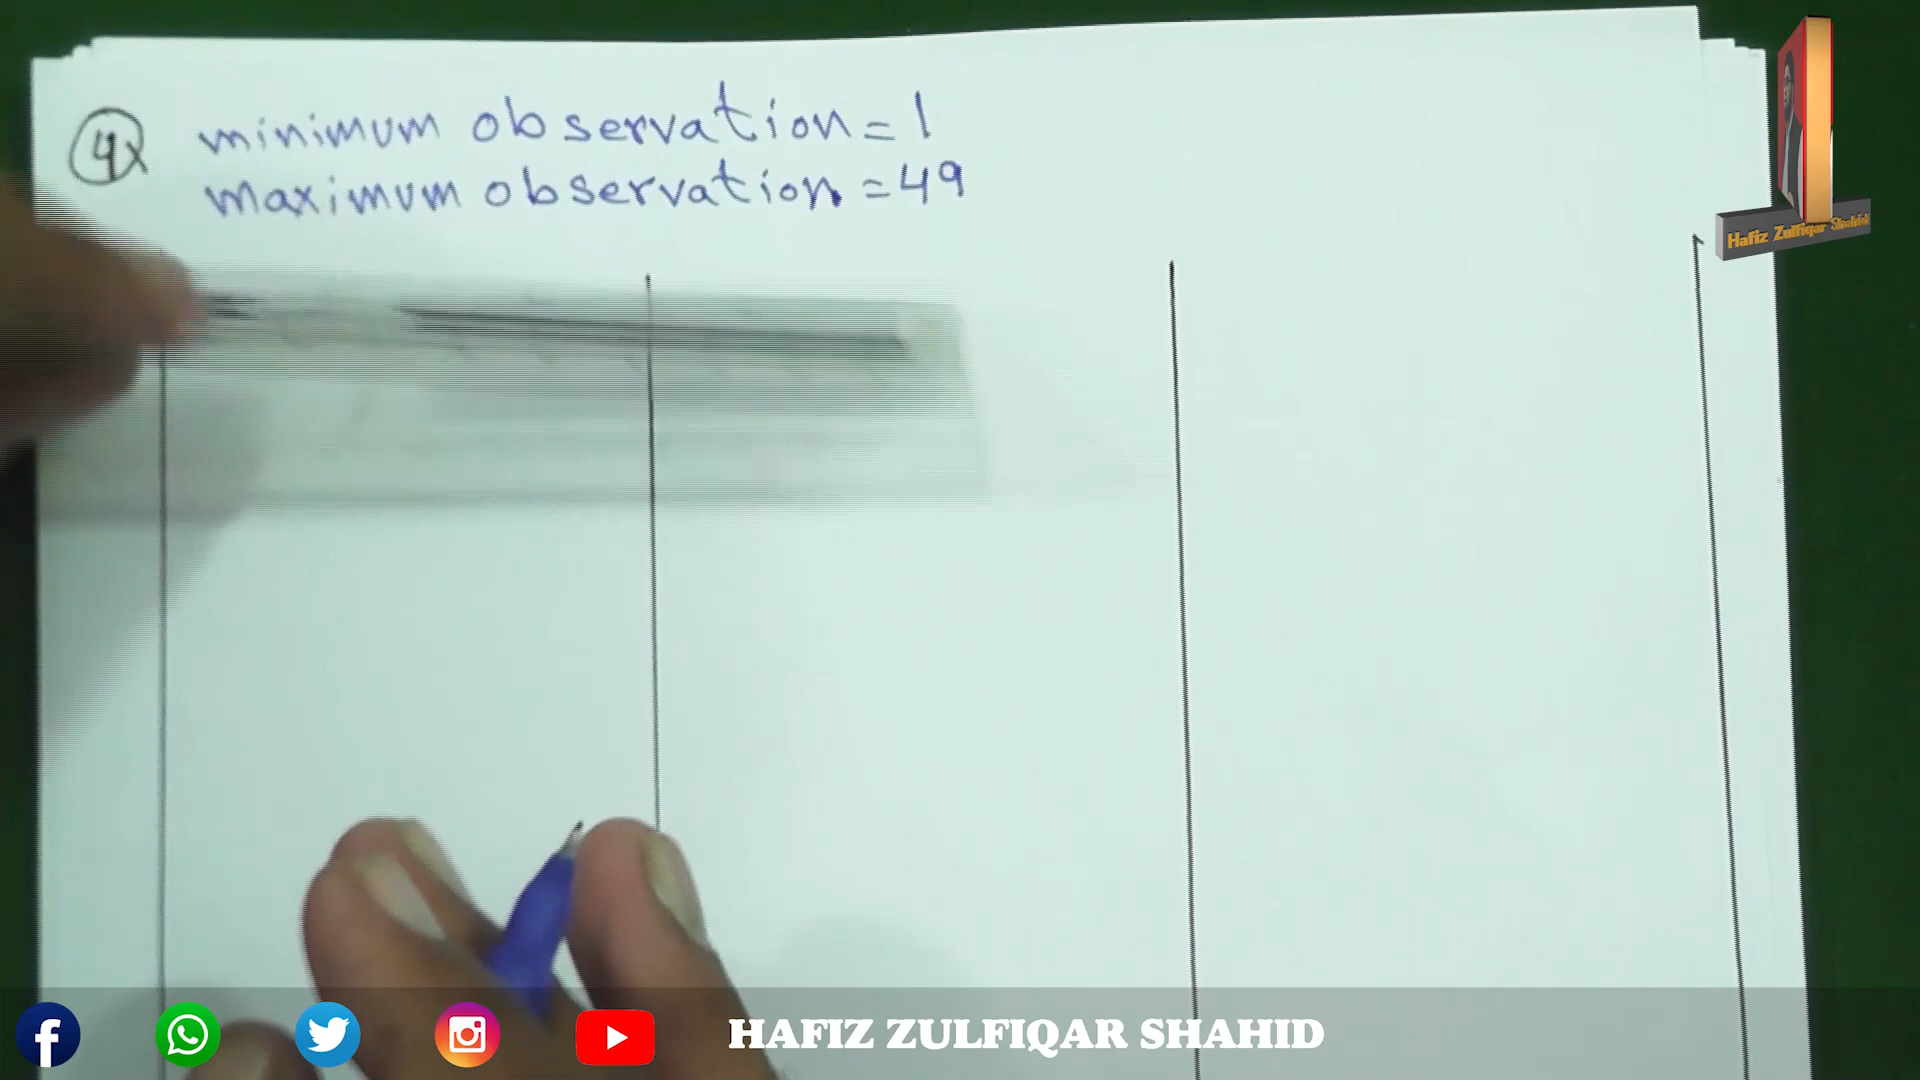 4x minimum observation = 1
maximum observation = 49
Hafiz Zulfiqar Shahid
HAFIZ ZULFIQAR SHAHID